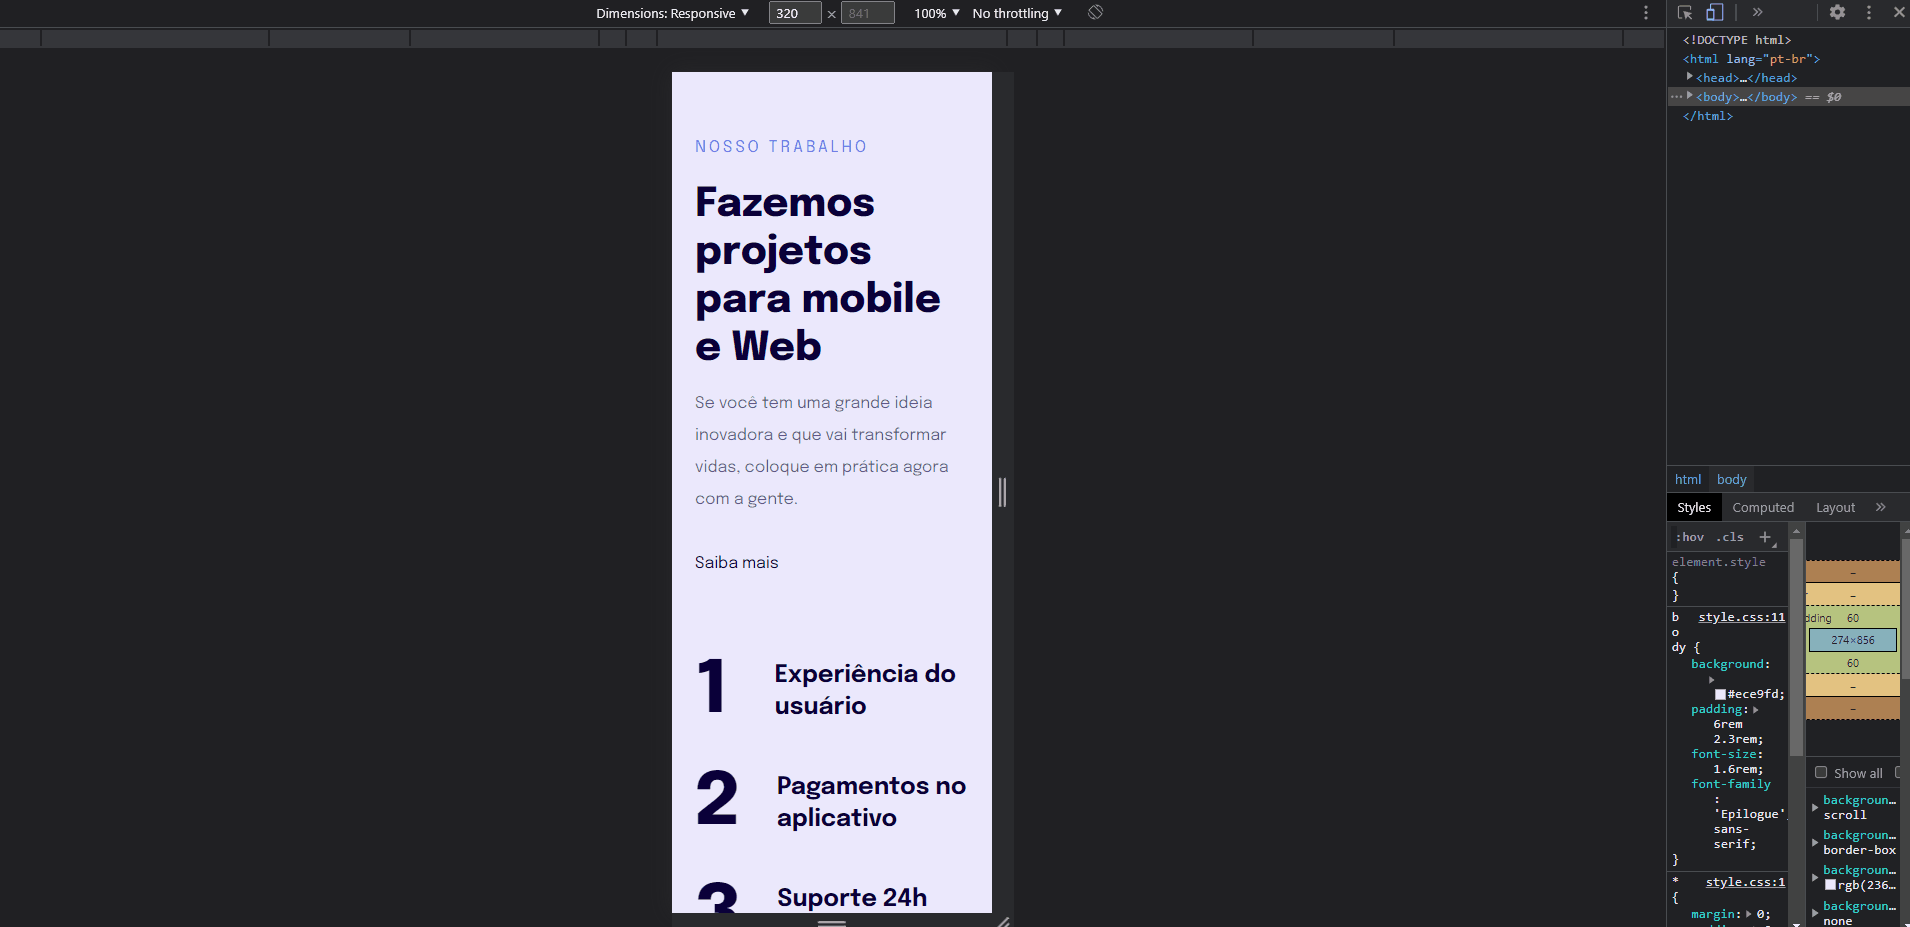 Dimensions: Responsive ▼ 320 × 841 100% ▼ No throttling ▼
NOSSO TRABALHO
Fazemos
projetos
para mobile
e Web
Se você tem uma grande ideia
inovadora e que vai transformar
vidas, coloque em prática agora
com a gente.
Saiba mais
1 Experiência do
usuário
2 Pagamentos no
aplicativo
3 Suporte 24h
<!DOCTYPE html>
<html lang="pt-br">
<head>…</head>
<body>…</body> == $0
</html>
html body
Styles Computed Layout »
:hov .cls +
element.style
{
}
b style.css:11
o
dy {
background:
#ece9fd;
padding:
6rem
2.3rem;
font-size:
1.6rem;
font-family
:
'Epilogue',
sans-
serif;
}
* style.css:1
{
margin: 0;
–
–
dding 60
274×856
60
–
–
Show all
backgroun…
scroll
backgroun…
border-box
backgroun…
rgb(236…
backgroun…
none